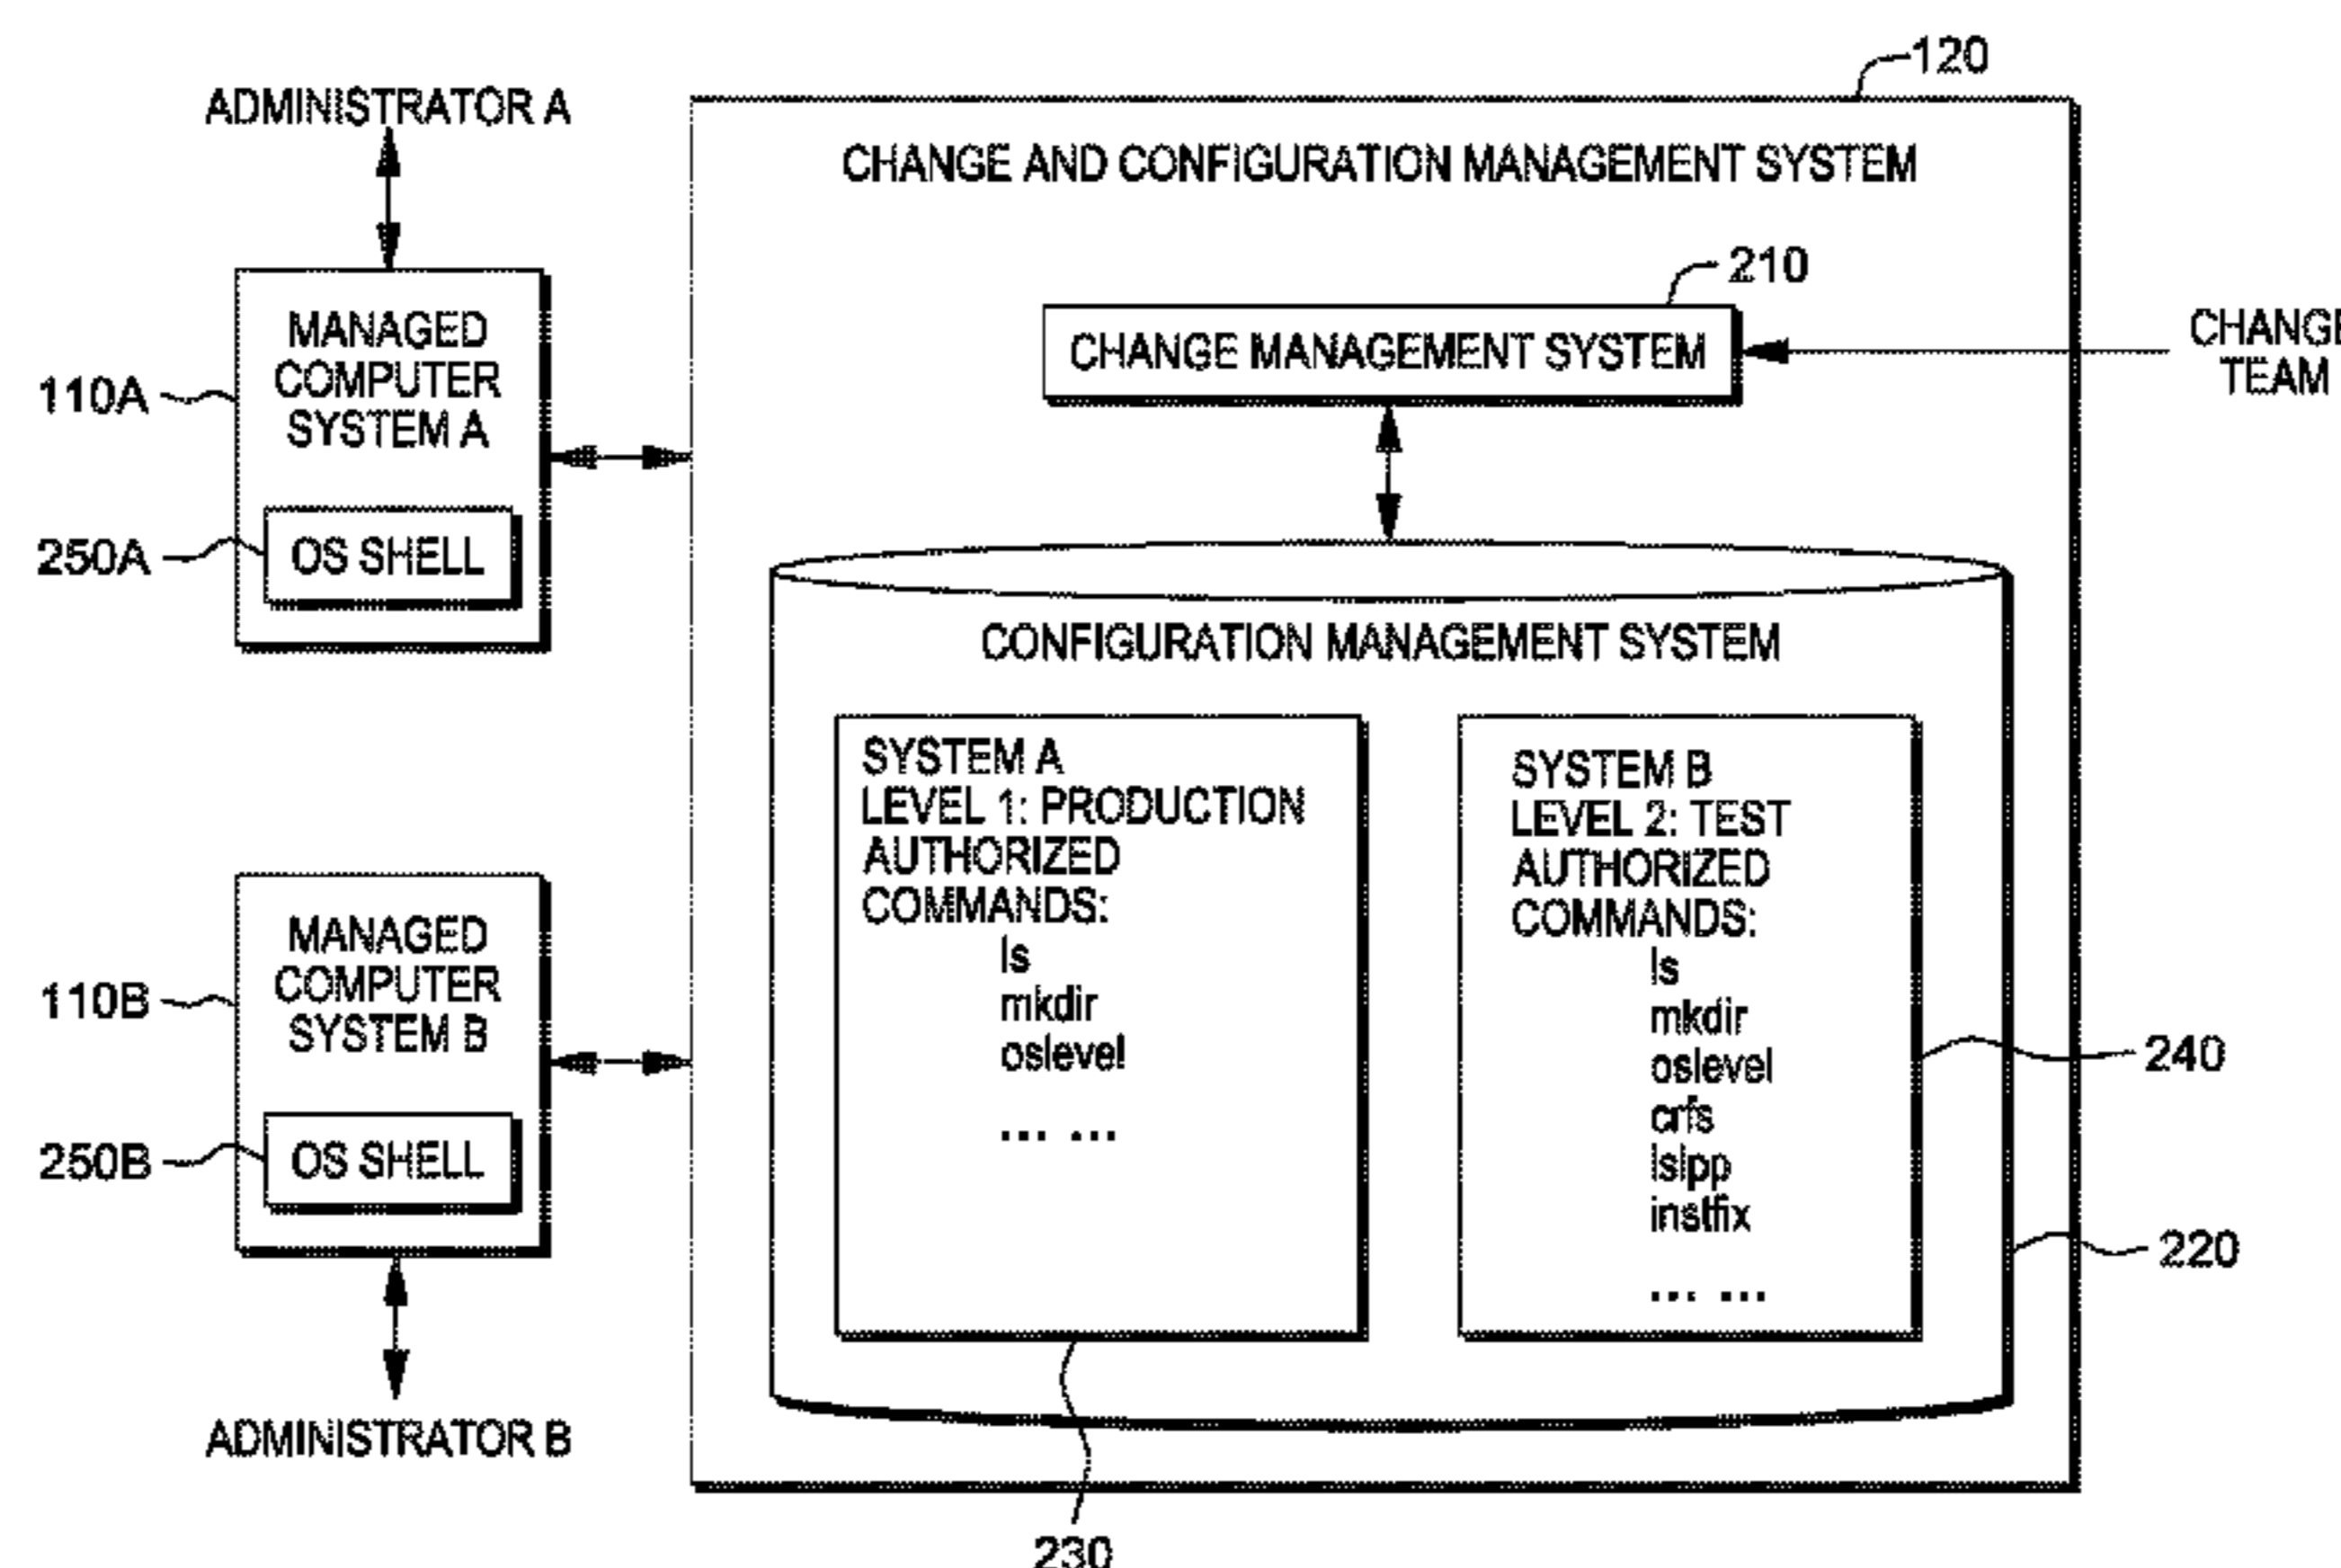 120
ADMINISTRATOR A
CHANGE AND CONFIGURATION MANAGEMENT SYSTEM
210
MANAGED
COMPUTER
SYSTEM A
110A
CHANGE MANAGEMENT SYSTEM
CHANGE
TEAM
250A
OS SHELL
CONFIGURATION MANAGEMENT SYSTEM
SYSTEM A
LEVEL 1: PRODUCTION
AUTHORIZED
COMMANDS:
ls
mkdir
oslevel
... ...
SYSTEM B
LEVEL 2: TEST
AUTHORIZED
COMMANDS:
ls
mkdir
oslevel
crfs
lslpp
instfix
... ...
240
220
MANAGED
COMPUTER
SYSTEM B
110B
250B
OS SHELL
ADMINISTRATOR B
230